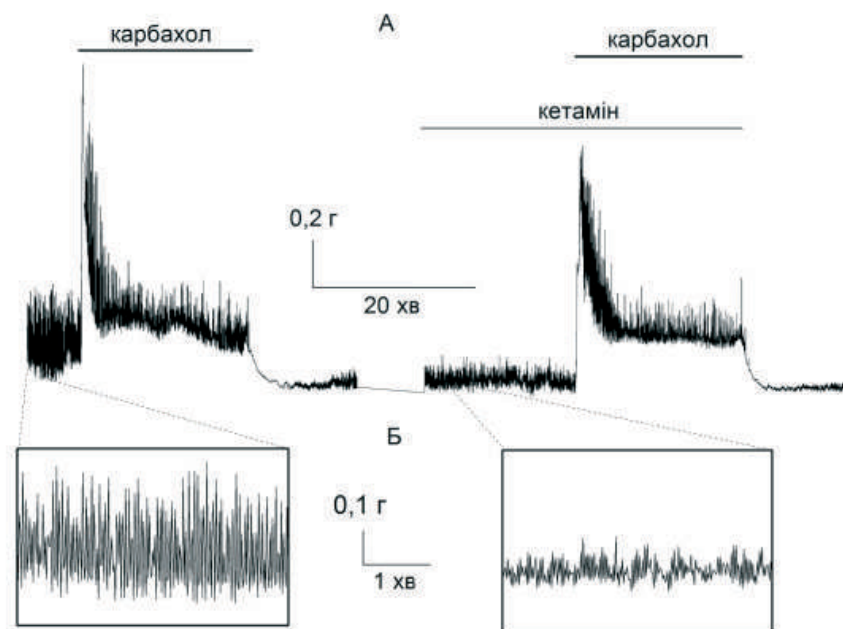 А
карбахол
карбахол
кетамін
0,2 г
20 хв
Б
0,1 г
1 хв